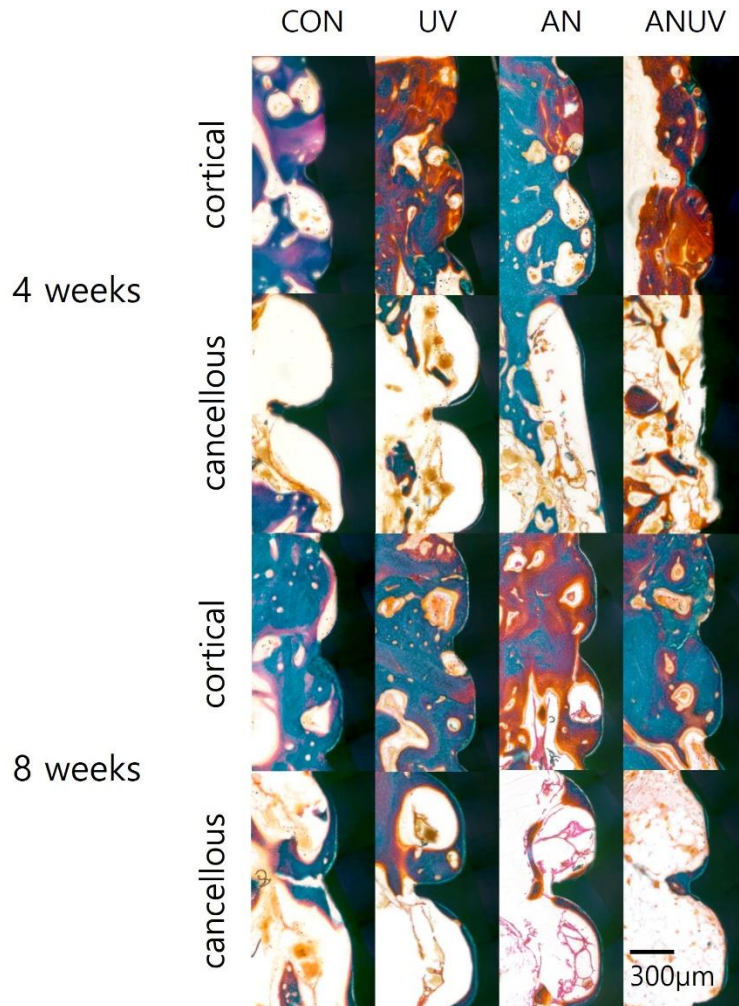 CON UV AN ANUV
cortical
4 weeks
cancellous
cortical
8 weeks
cancellous
300µm